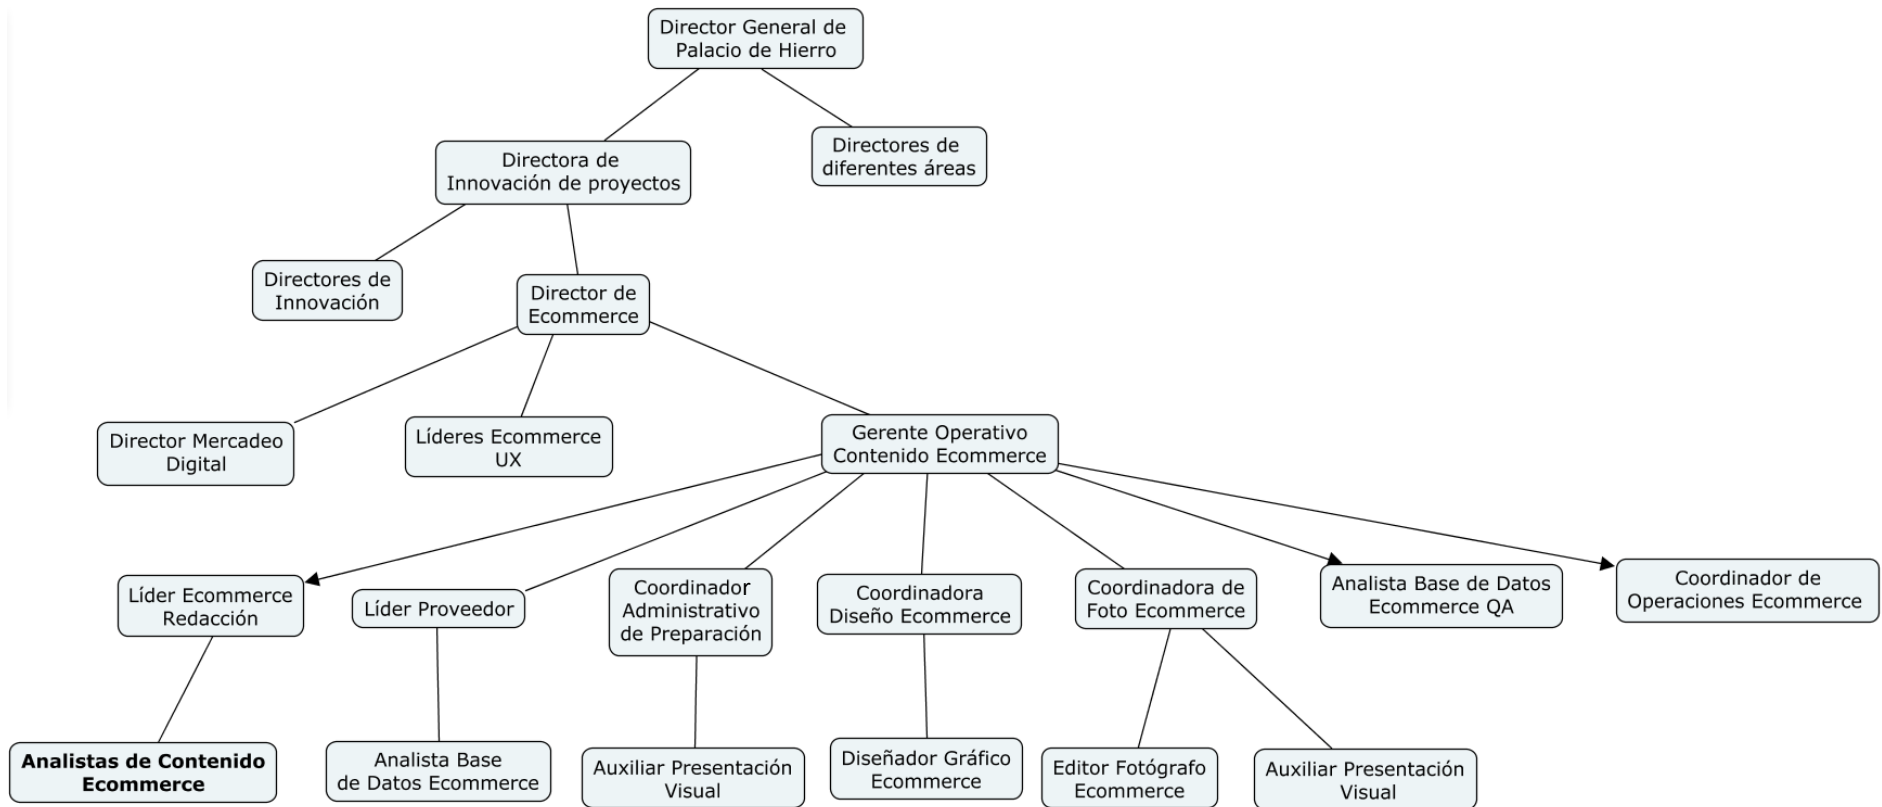 Director General de
Palacio de Hierro
Directores de
diferentes áreas
Directora de
Innovación de proyectos
Directores de
Innovación
Director de
Ecommerce
Director Mercadeo
Digital
Líderes Ecommerce
UX
Gerente Operativo
Contenido Ecommerce
Líder Ecommerce
Redacción
Líder Proveedor
Coordinador
Administrativo
de Preparación
Coordinadora
Diseño Ecommerce
Coordinadora de
Foto Ecommerce
Analista Base de Datos
Ecommerce QA
Coordinador de
Operaciones Ecommerce
Analistas de Contenido
Ecommerce
Analista Base
de Datos Ecommerce
Auxiliar Presentación
Visual
Diseñador Gráfico
Ecommerce
Editor Fotógrafo
Ecommerce
Auxiliar Presentación
Visual